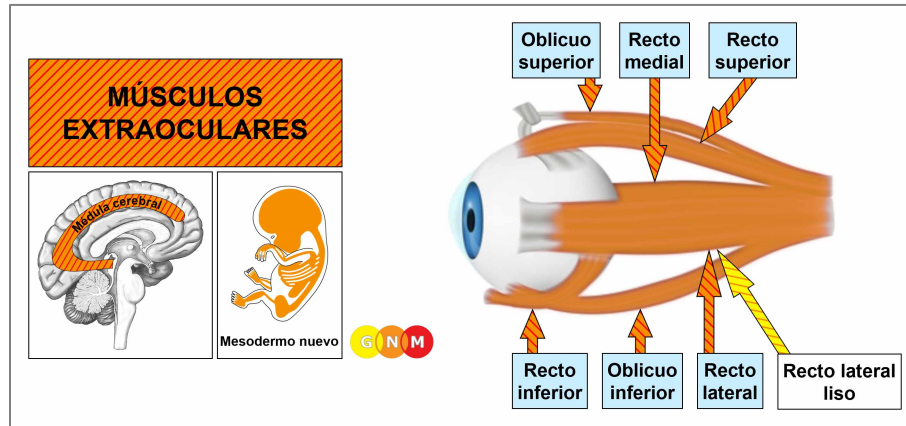 MÚSCULOS
EXTRAOCULARES
Médula cerebral
Mesodermo nuevo
GNM
Oblicuo
superior
Recto
medial
Recto
superior
Recto
inferior
Oblicuo
inferior
Recto
lateral
Recto lateral
liso